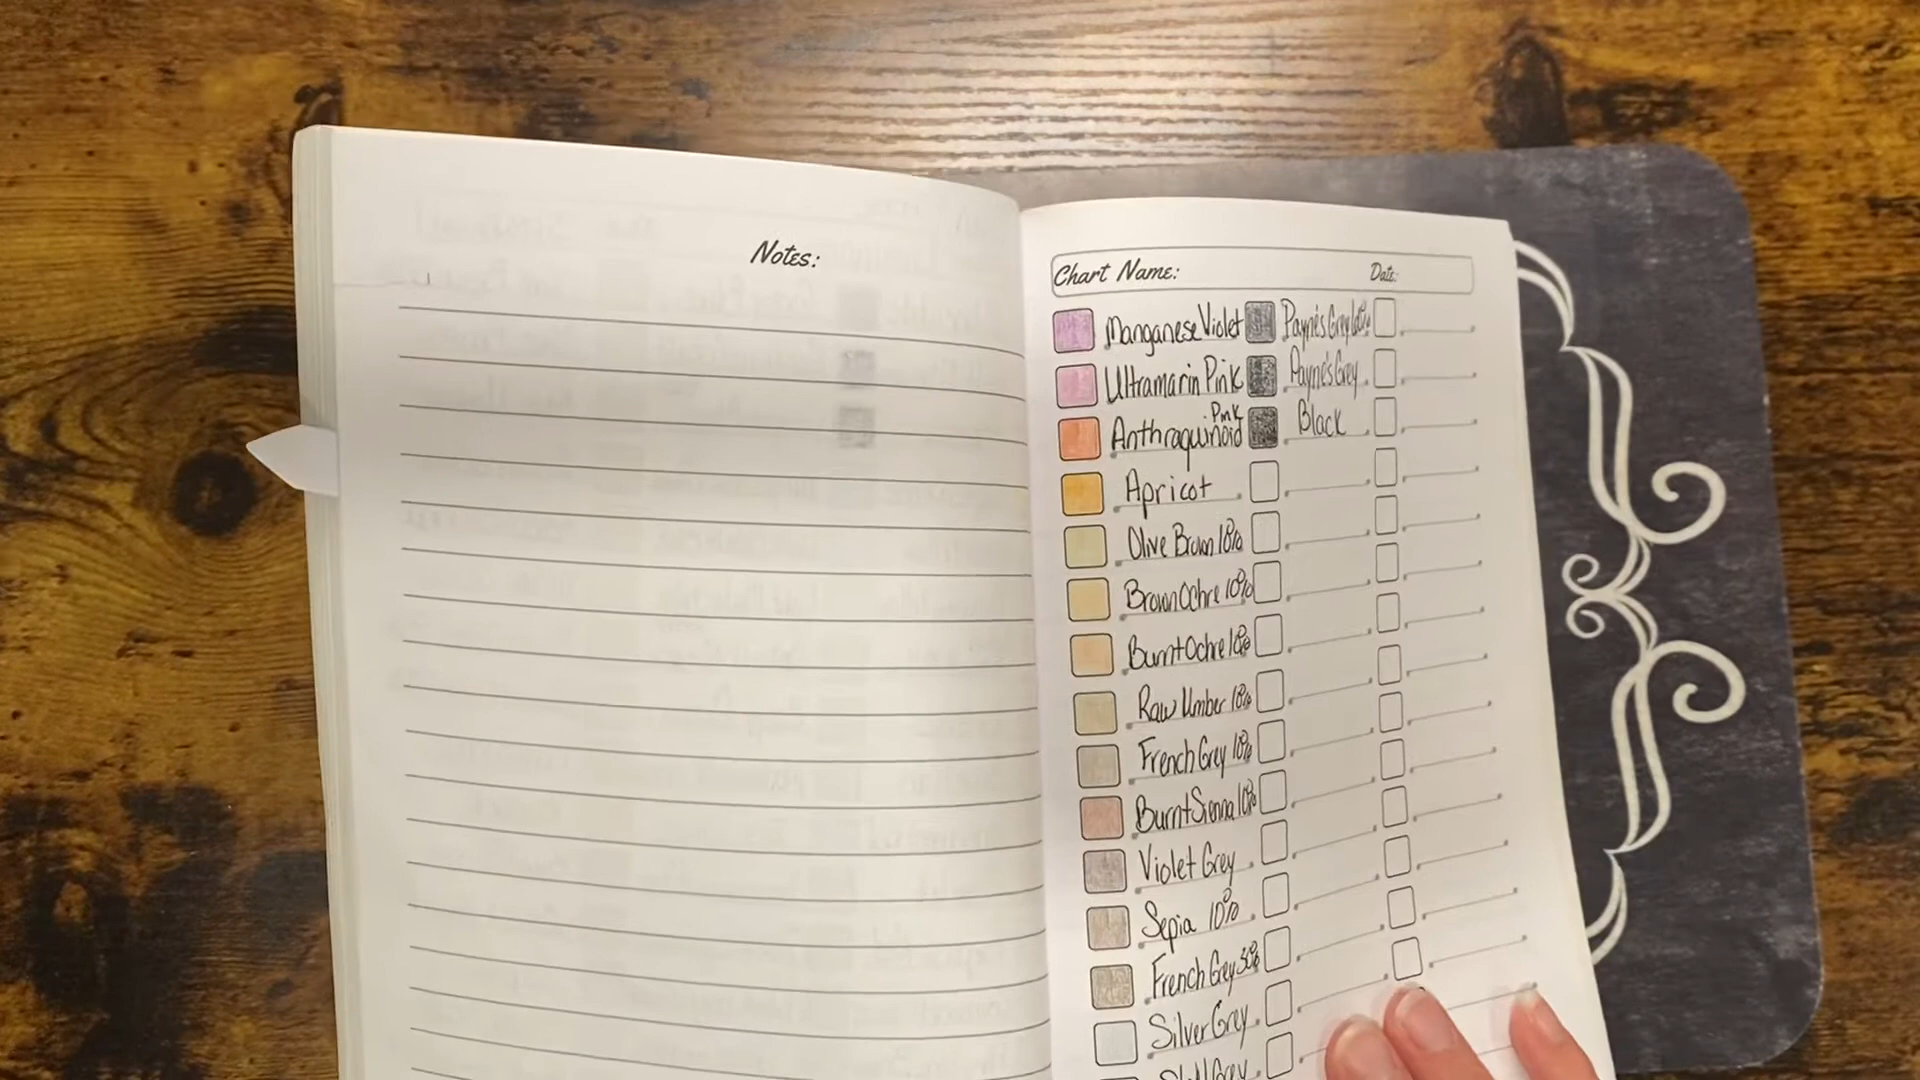 Notes:
Chart Name: Date:
Manganese Violet
Ultramarin Pink
Anthraquinoid Pink
Apricot
Olive Brown 10%
Brown Ochre 10%
Burnt Ochre 10%
Raw Umber 10%
French Grey 10%
Burnt Sienna 10%
Violet Grey
Sepia 10%
French Grey 30%
Silver Grey
Grey
Payne's Grey
Payne's Grey
Black